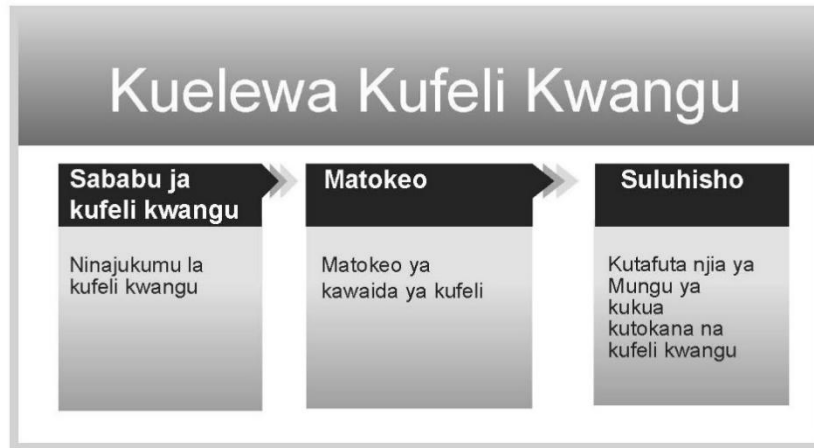 Kuelewa Kufeli Kwangu
Sababu ja
kufeli kwangu
Ninajukumu la
kufeli kwangu
Matokeo
Matokeo ya
kawaida ya kufeli
Suluhisho
Kutafuta njia ya
Mungu ya
kukua
kutokana na
kufeli kwangu